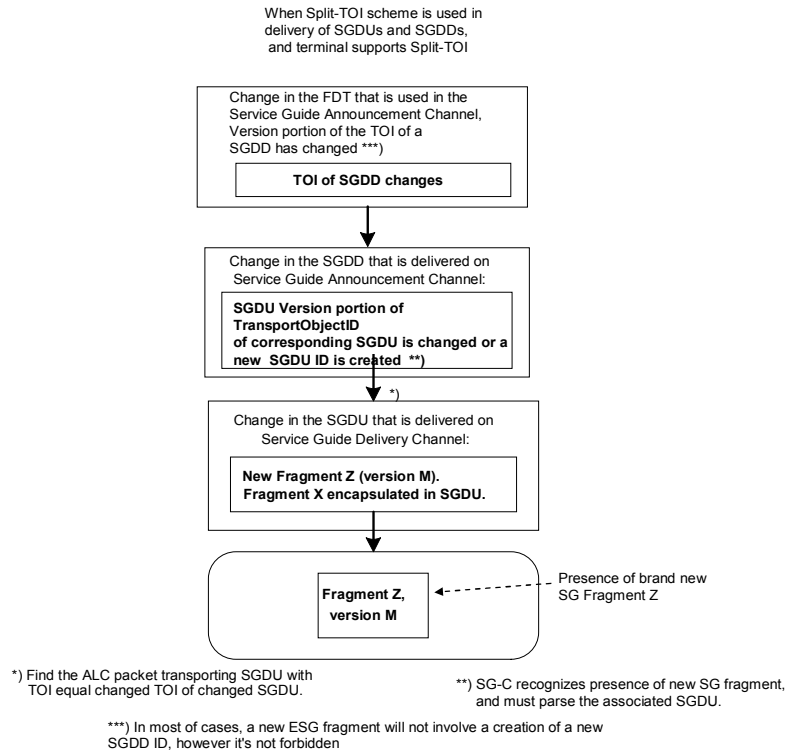 When Split-TOI scheme is used in
delivery of SGDUs and SGDDs,
and terminal supports Split-TOI
Change in the FDT that is used in the
Service Guide Announcement Channel,
Version portion of the TOI of a
SGDD has changed ***)
TOI of SGDD changes
Change in the SGDD that is delivered on
Service Guide Announcement Channel:
SGDU Version portion of
TransportObjectID
of corresponding SGDU is changed or a
new SGDU ID is created **)
*)
Change in the SGDU that is delivered on
Service Guide Delivery Channel:
New Fragment Z (version M).
Fragment X encapsulated in SGDU.
Fragment Z,
version M
Presence of brand new
SG Fragment Z
*) Find the ALC packet transporting SGDU with
TOI equal changed TOI of changed SGDU.
**) SG-C recognizes presence of new SG fragment,
and must parse the associated SGDU.
***) In most of cases, a new ESG fragment will not involve a creation of a new
SGDD ID, however it's not forbidden